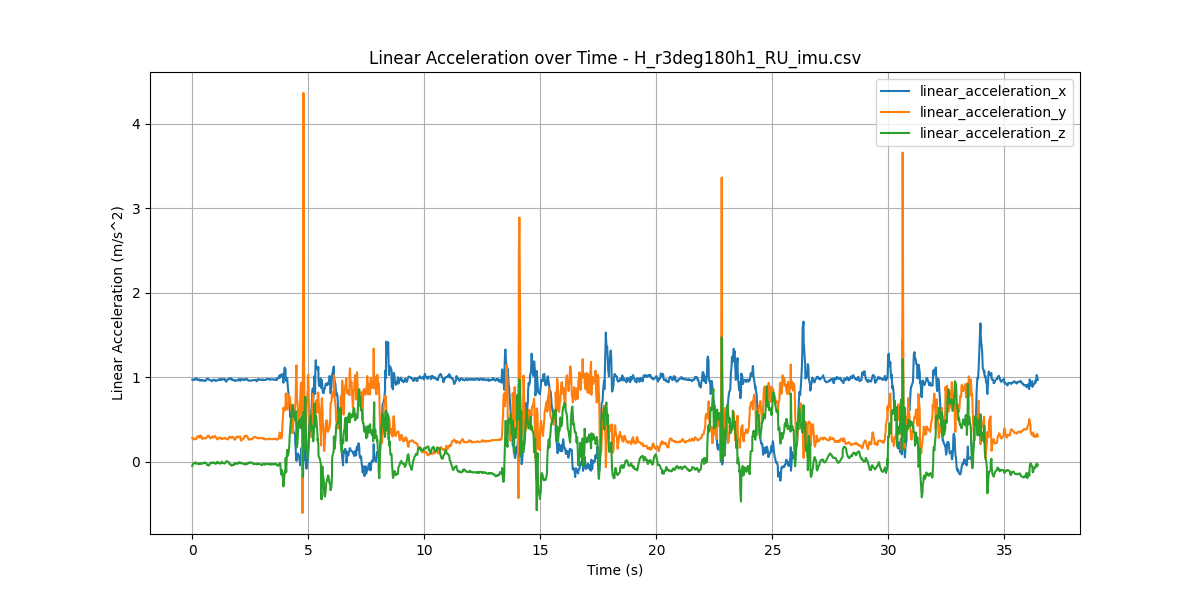 Linear Acceleration over Time - H_r3deg180h1_RU_imu.csv
linear_acceleration_x
linear_acceleration_y
linear_acceleration_z
Linear Acceleration (m/s^2)
4
3
2
1
0
0 5 10 15 20 25 30 35
Time (s)